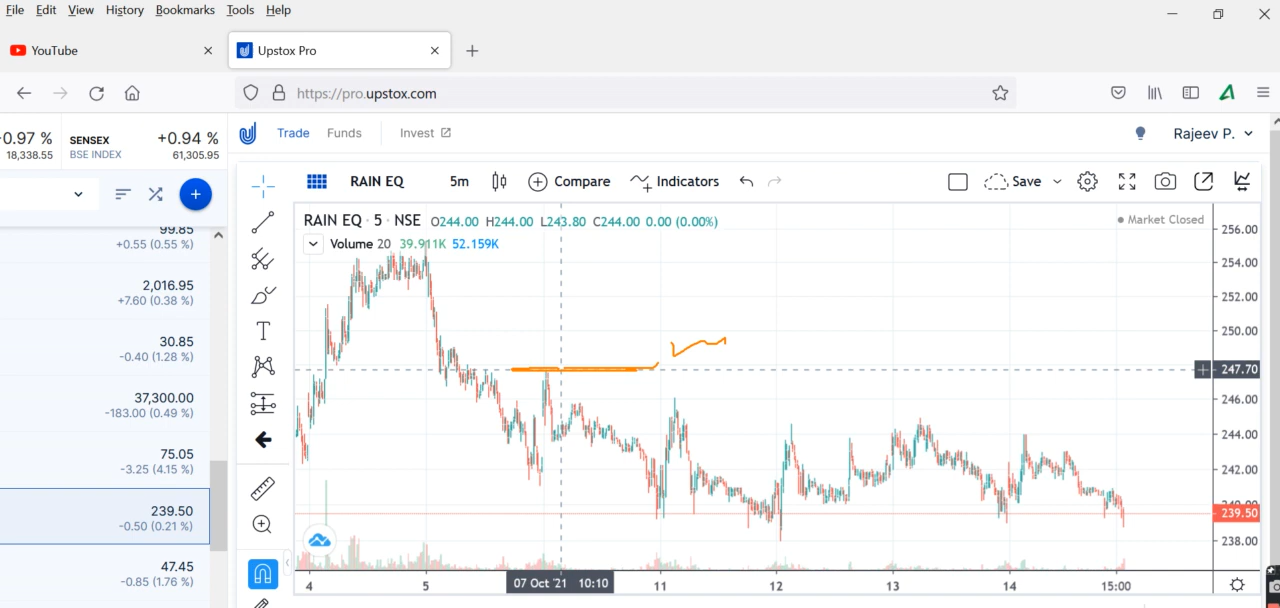 File Edit View History Bookmarks Tools Help
YouTube
Upstox Pro
https://pro.upstox.com
-0.97 %
18,338.55
SENSEX +0.94 %
BSE INDEX 61,305.95
Trade Funds Invest
Rajeev P.
RAIN EQ 5m Compare Indicators Save
RAIN EQ · 5 · NSE O244.00 H244.00 L243.80 C244.00 0.00 (0.00%)
Market Closed
Volume 20 39.911K 52.159K
99.85
+0.55 (0.55 %)
2,016.95
+7.60 (0.38 %)
30.85
-0.40 (1.28 %)
37,300.00
-183.00 (0.49 %)
75.05
-3.25 (4.15 %)
239.50
-0.50 (0.21 %)
47.45
-0.85 (1.76 %)
256.00
254.00
252.00
250.00
247.70
246.00
244.00
242.00
240.00
239.50
238.00
4 5 07 Oct '21 10:10 11 12 13 14 15:00